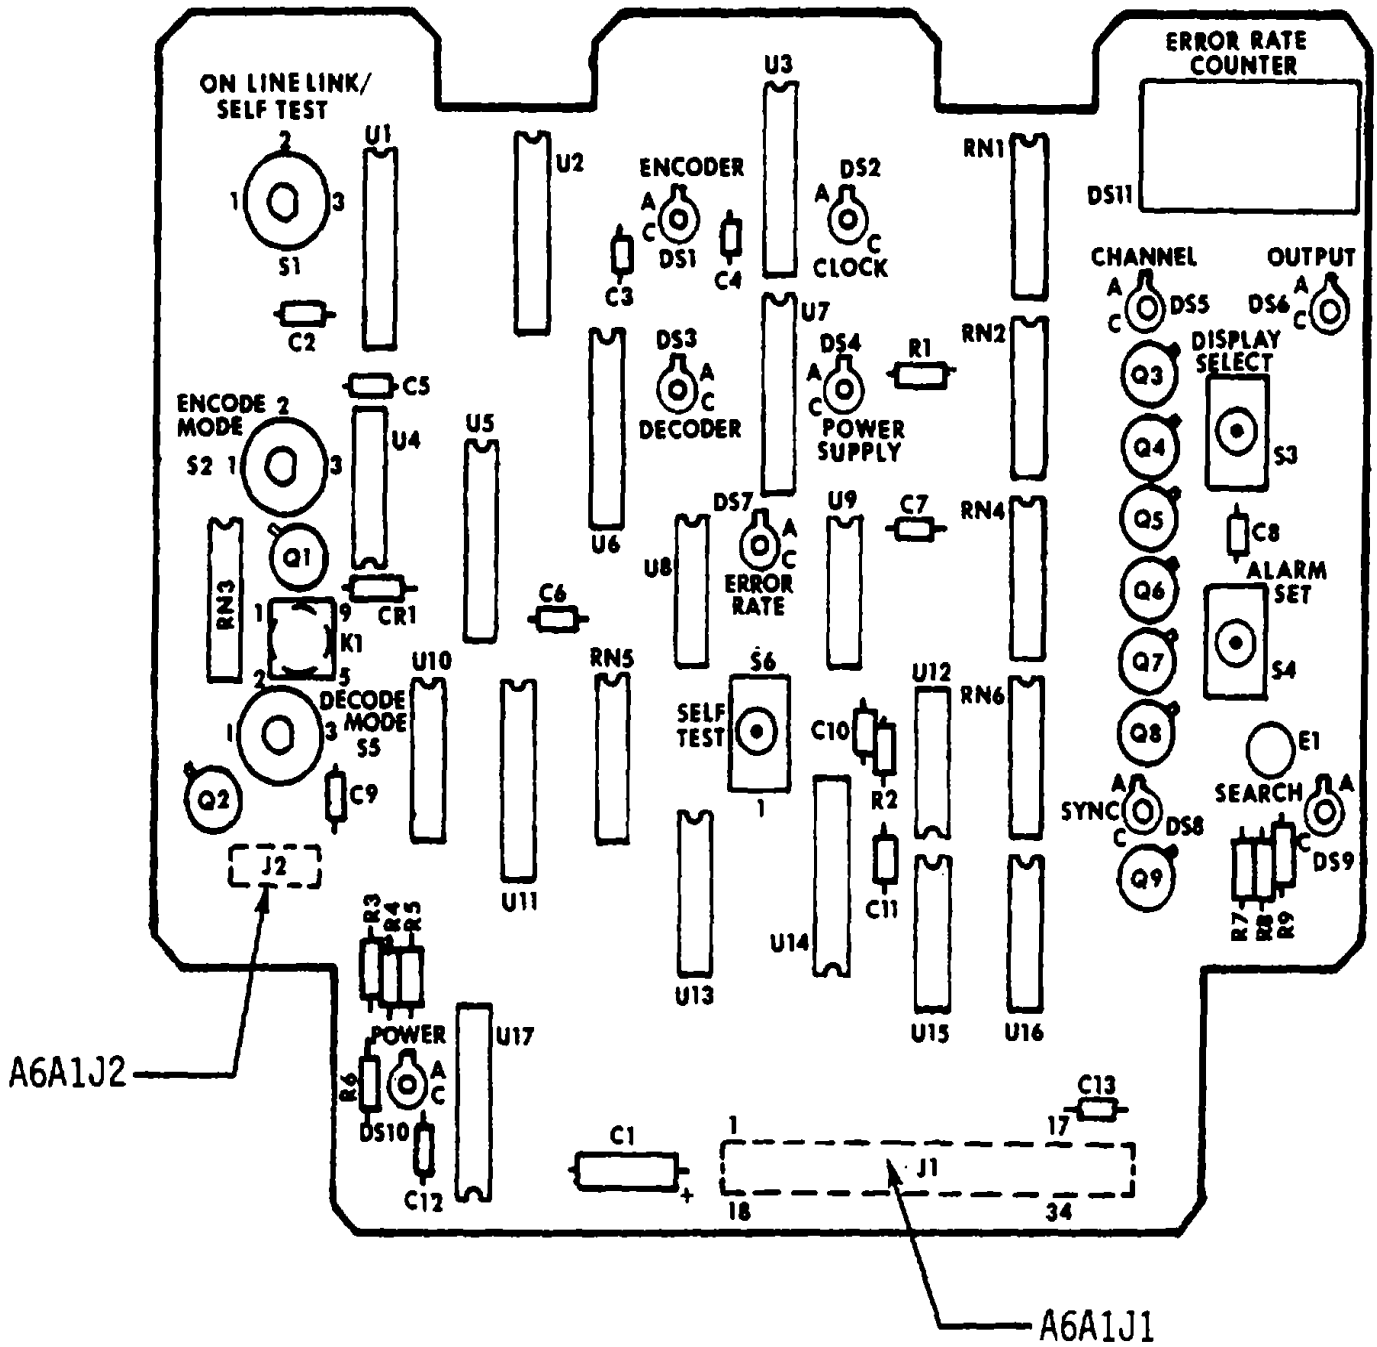 ERROR RATE
COUNTER
DS11
ON LINE LINK/
SELF TEST
2
1
3
S1
U1
U2
U3
ENCODER
A
C
DS1
C3
C4
DS2
A
C
CLOCK
RN1
CHANNEL
A
C
DS5
OUTPUT
A
DS6
C
C2
C5
U7
RN2
DISPLAY
SELECT
Q3
DS3
A
C
DECODER
DS4
A
C
POWER
SUPPLY
R1
ENCODE
MODE
2
S2
1
3
U4
U5
U6
Q4
S3
DS7
A
C
ERROR
RATE
U8
U9
C7
RN4
Q5
C8
Q1
RN3
CR1
C6
1
9
K1
5
Q6
ALARM
SET
S4
Q7
2
1
3
DECODE
MODE
S5
U10
RN5
S6
SELF
TEST
1
U12
RN6
C10
R2
Q8
E1
Q2
C9
U11
SEARCH
A
SYNC
C
DS8
A
C
DS9
J2
C11
Q9
R3
R4
R5
U13
U14
U15
U16
R7
R8
R9
POWER
A
C
R6
DS10
U17
C12
A6A1J2
C1
+
C13
1
17
J1
18
34
A6A1J1